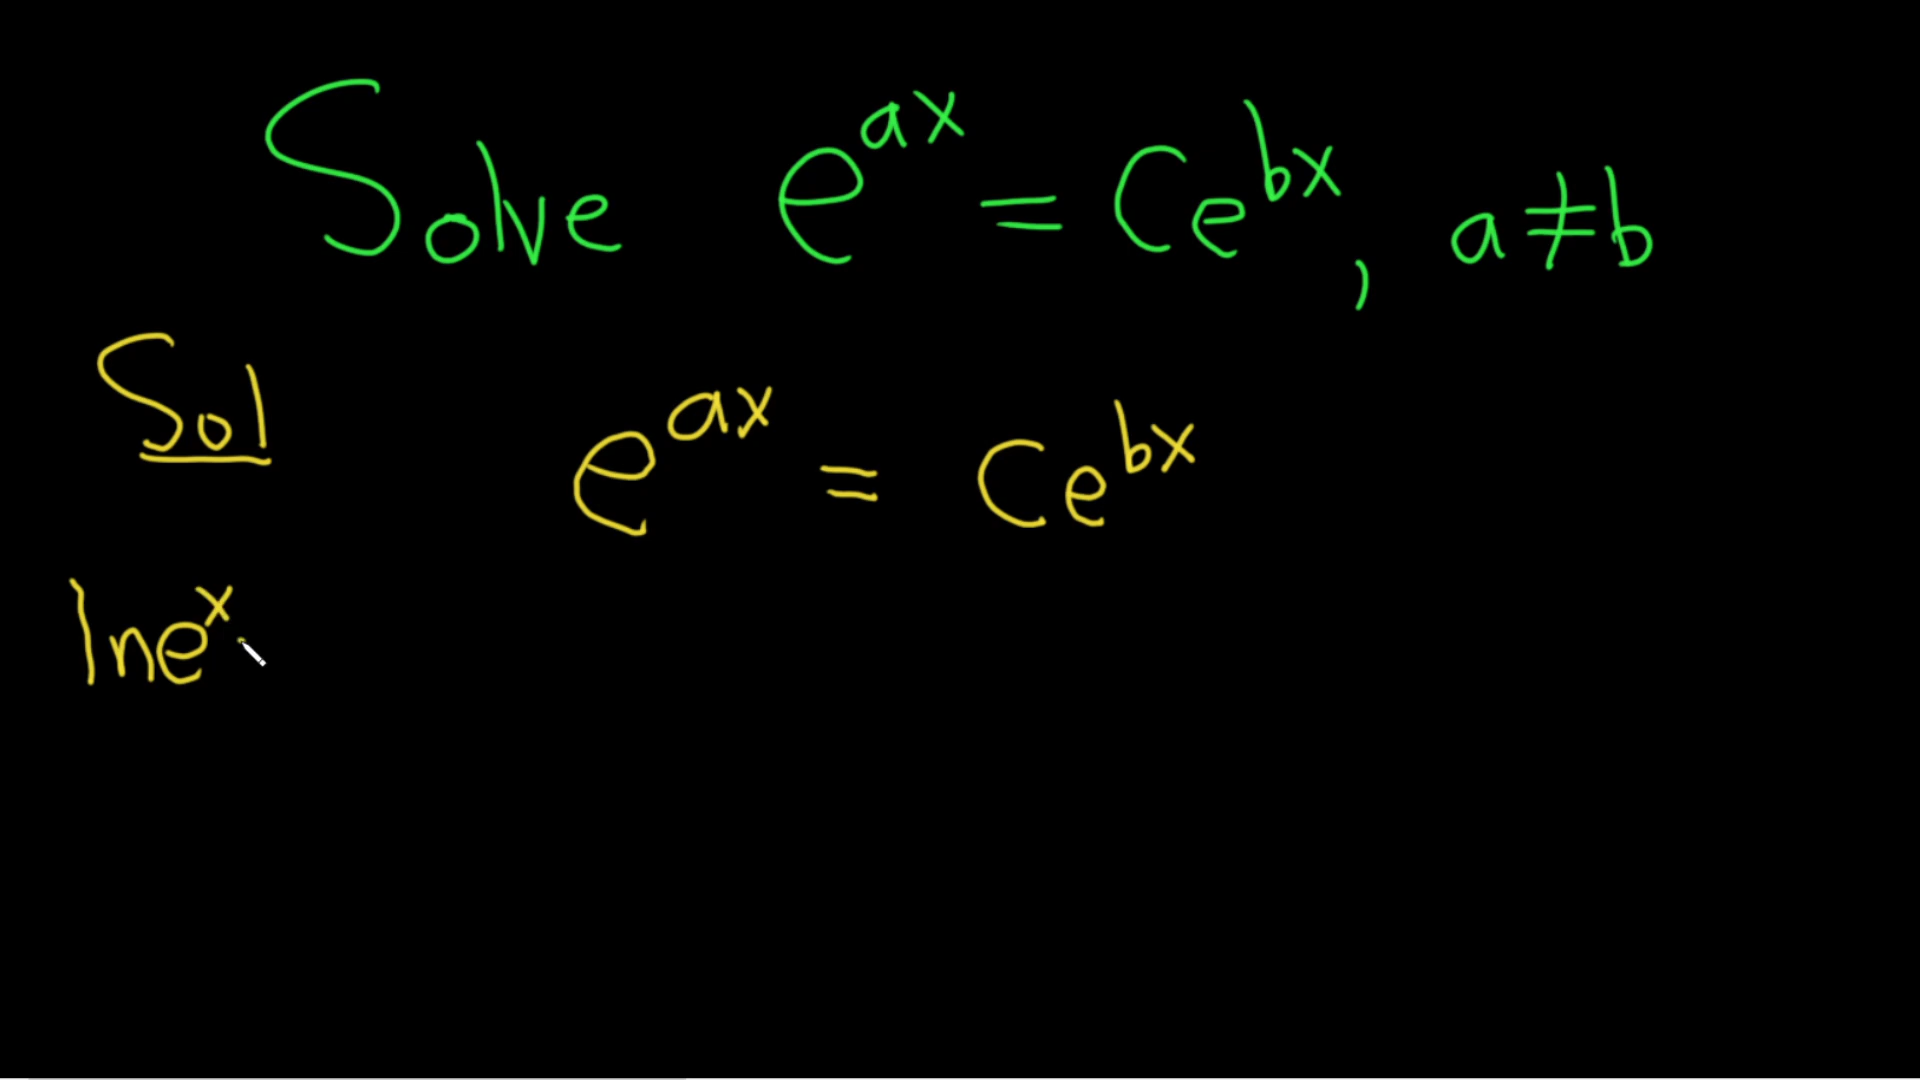 Solve e^{ax} = Ce^{bx}, a ≠ b
Sol e^{ax} = Ce^{bx}
ln e^x